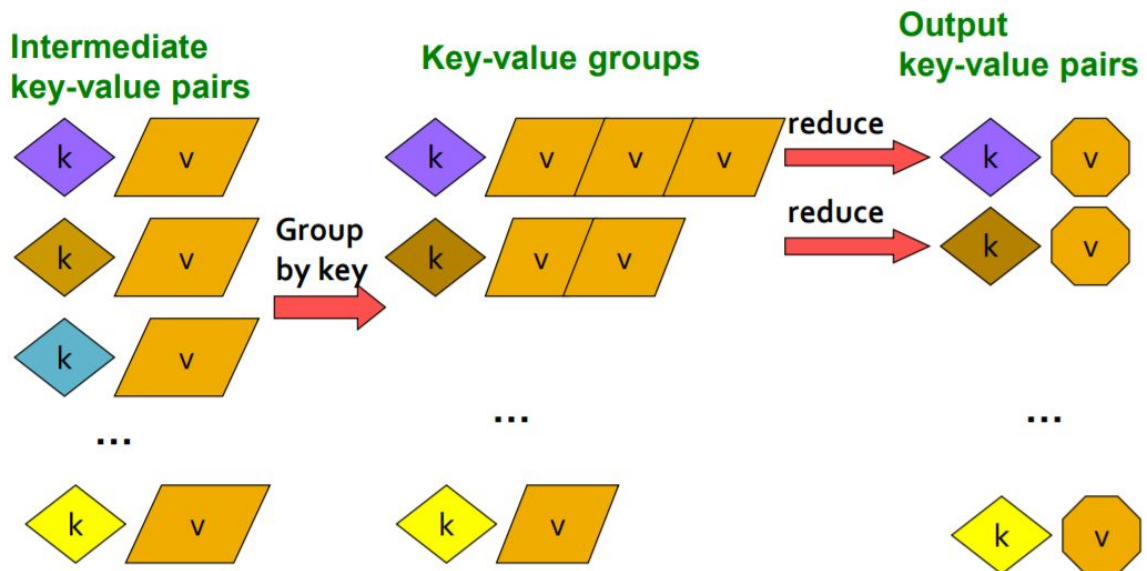 Intermediate
key-value pairs
Key-value groups
Output
key-value pairs
k v
k v v v
reduce
k v
k v
Group
by key
k v v
reduce
k v
k v
...
...
...
k v
k v
k v